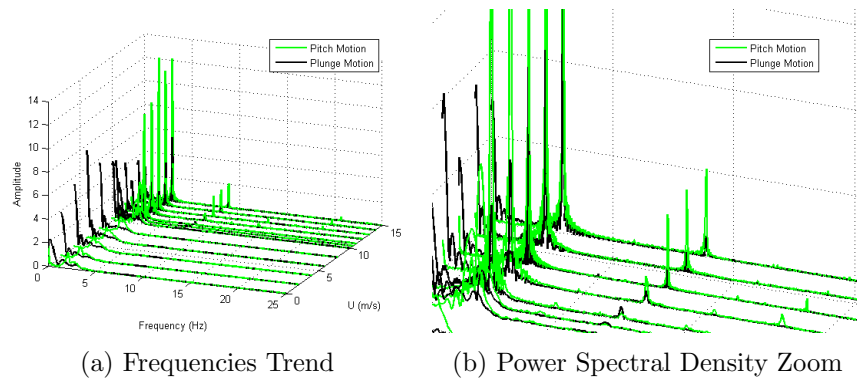 Pitch Motion
Plunge Motion
14
12
10
8
6
4
2
0
Amplitude
0
5
10
15
20
25
Frequency (Hz)
0
5
10
15
U (m/s)
(a) Frequencies Trend
Pitch Motion
Plunge Motion
(b) Power Spectral Density Zoom